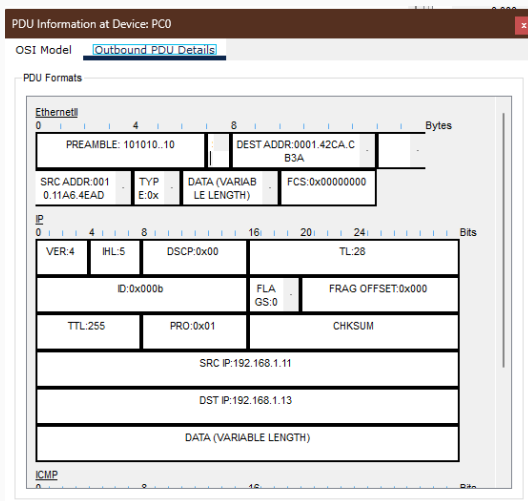 PDU Information at Device: PC0
x
OSI Model Outbound PDU Details
PDU Formats
EthernetII
0 4 8 Bytes
PREAMBLE: 101010..10 DEST ADDR:0001.42CA.C
B3A
SRC ADDR:001 TYP DATA (VARIAB FCS:0x00000000
0.11A6.4EAD E:0x LE LENGTH)
IP
0 4 8 16 20 24 Bits
VER:4 IHL:5 DSCP:0x00 TL:28
ID:0x000b FLA FRAG OFFSET:0x000
GS:0
TTL:255 PRO:0x01 CHKSUM
SRC IP:192.168.1.11
DST IP:192.168.1.13
DATA (VARIABLE LENGTH)
ICMP
0 8 16 Bits